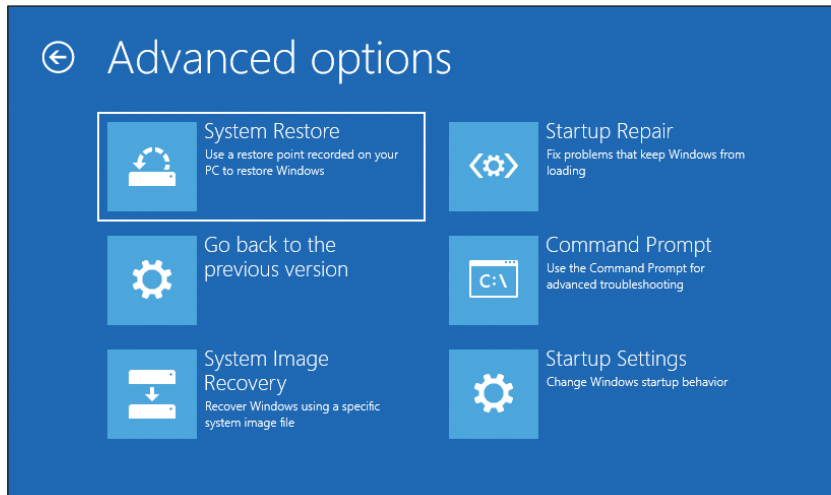 Advanced options
System Restore
Use a restore point recorded on your
PC to restore Windows
Startup Repair
Fix problems that keep Windows from
loading
Go back to the
previous version
Command Prompt
Use the Command Prompt for
advanced troubleshooting
C:\
System Image
Recovery
Recover Windows using a specific
system image file
Startup Settings
Change Windows startup behavior